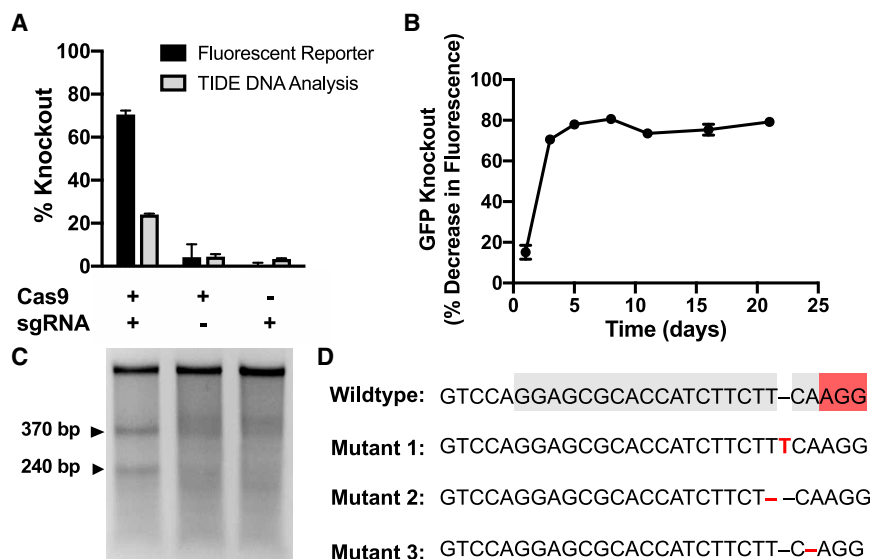 A
Fluorescent Reporter
TIDE DNA Analysis
% Knockout
100
80
60
40
20
0
Cas9 + + -
sgRNA + - +
B
GFP Knockout
(% Decrease in Fluorescence)
100
80
60
40
20
0
0 5 10 15 20 25
Time (days)
C
370 bp
240 bp
D
Wildtype: GTCCAGGAGCGCACCATCTTCTT–CAAGG
Mutant 1: GTCCAGGAGCGCACCATCTTCTTTCAAGG
Mutant 2: GTCCAGGAGCGCACCATCTTCT– –CAAGG
Mutant 3: GTCCAGGAGCGCACCATCTTCTT–C–AGG